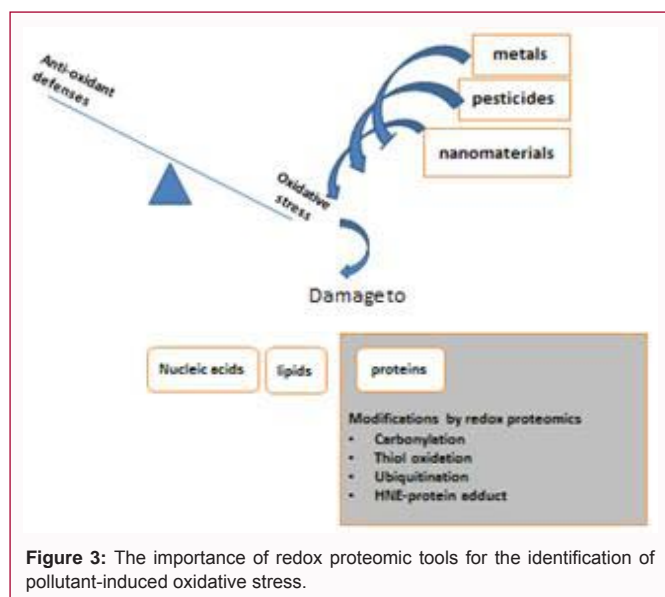 Anti-oxidant
defenses
metals
pesticides
nanomaterials
Oxidative
stress
Damageto
Nucleic acids
lipids
proteins
Modifications by redox proteomics
• Carbonylation
• Thiol oxidation
• Ubiquitination
• HNE-protein adduct
Figure 3: The importance of redox proteomic tools for the identification of
pollutant-induced oxidative stress.